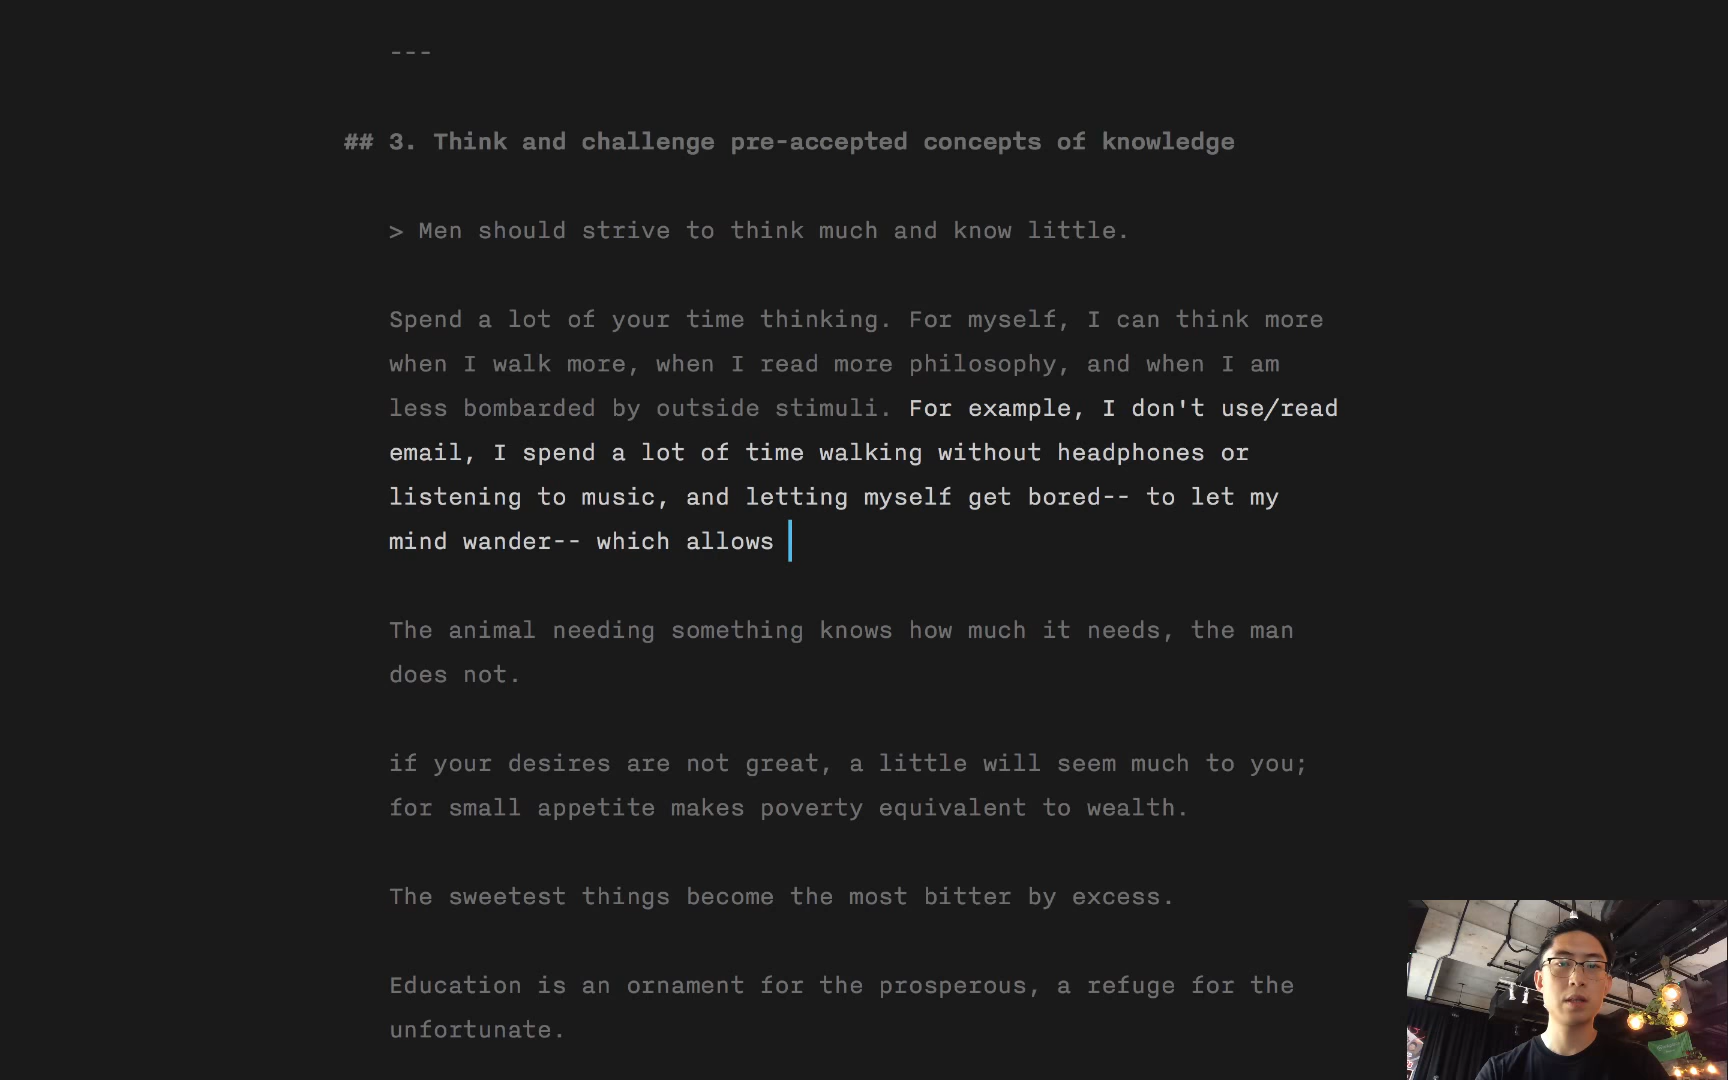 ---
## 3. Think and challenge pre-accepted concepts of knowledge
> Men should strive to think much and know little.
Spend a lot of your time thinking. For myself, I can think more
when I walk more, when I read more philosophy, and when I am
less bombarded by outside stimuli. For example, I don't use/read
email, I spend a lot of time walking without headphones or
listening to music, and letting myself get bored-- to let my
mind wander-- which allows
The animal needing something knows how much it needs, the man
does not.
if your desires are not great, a little will seem much to you;
for small appetite makes poverty equivalent to wealth.
The sweetest things become the most bitter by excess.
Education is an ornament for the prosperous, a refuge for the
unfortunate.